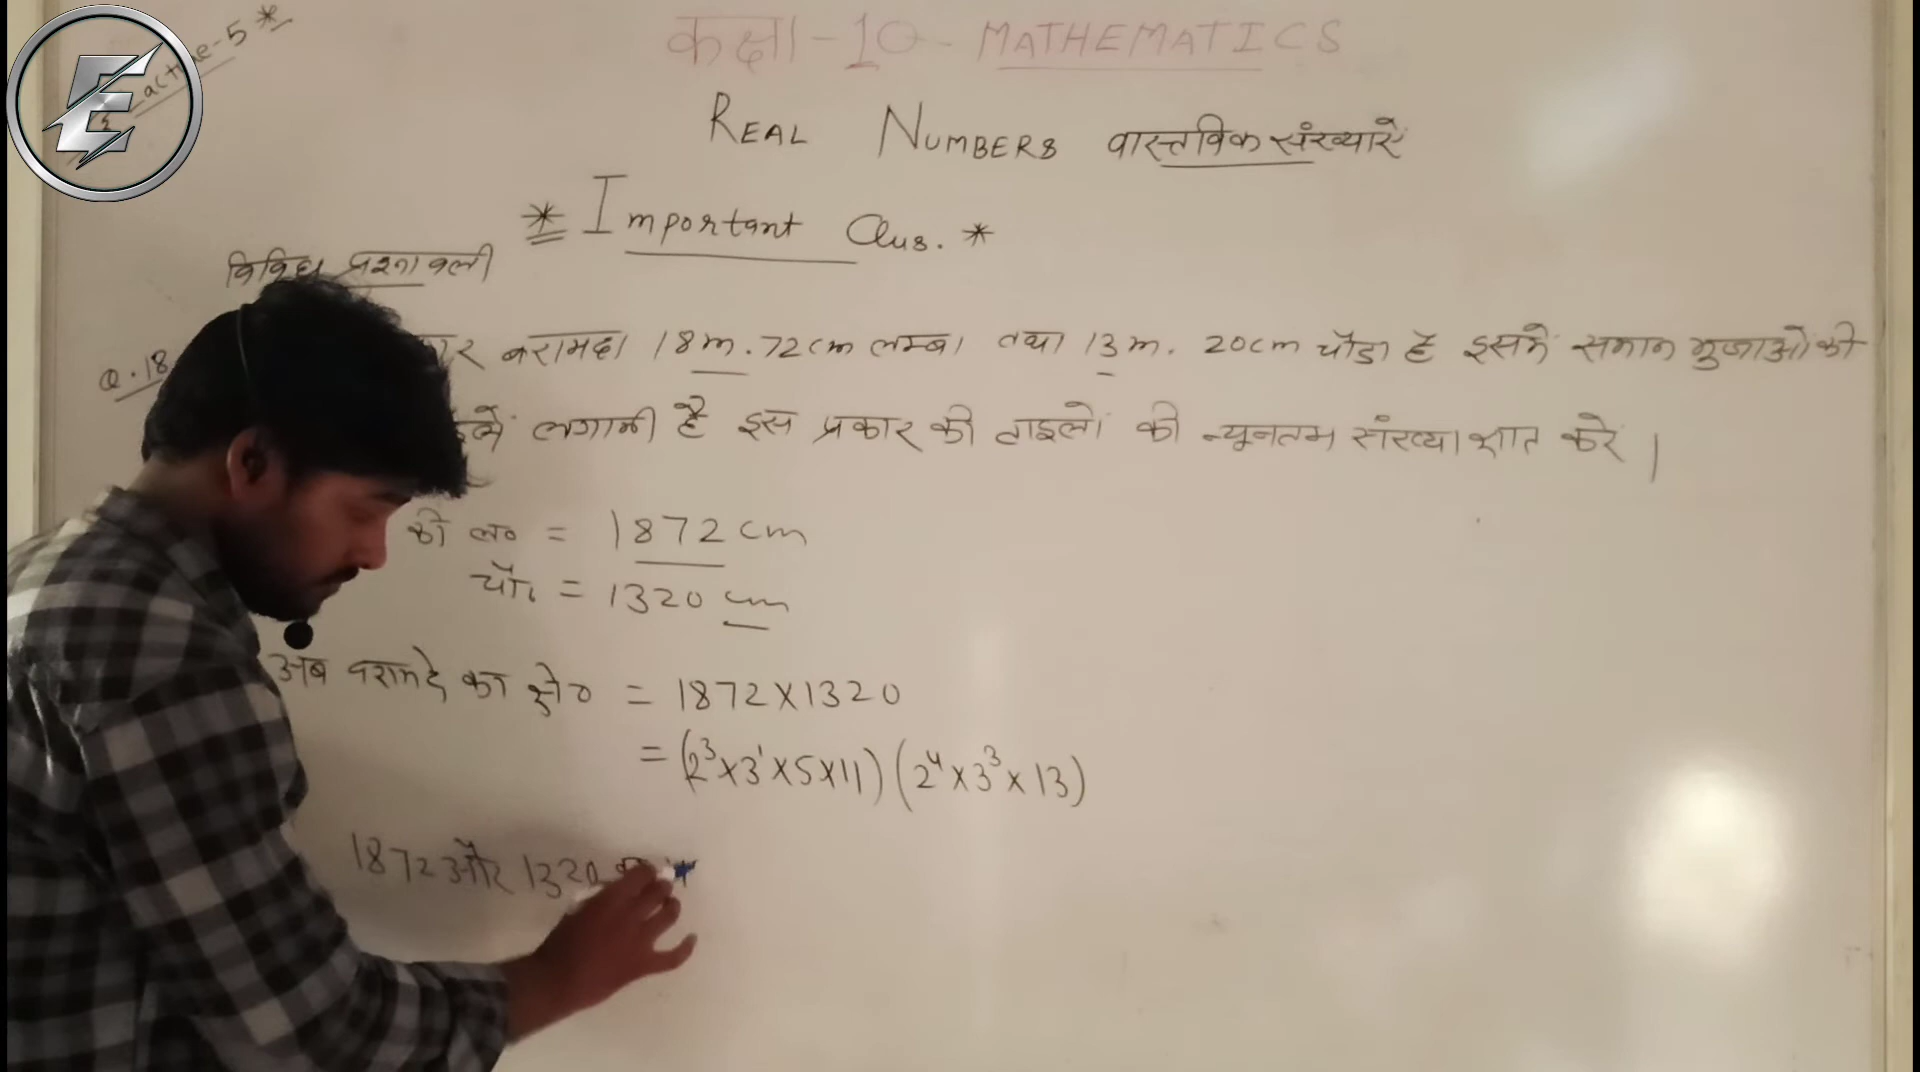 कक्षा-10 MATHEMATICS
REAL NUMBERS वास्तविक संख्याएँ
* IMPORTANT Qus. *
विविध प्रश्नावली
Q.18 बरामदा 18m.72cm लम्बा तथा 13m. 20cm चौड़ा है इसमें समान भुजाओं की
लगानी है इस प्रकार की टाइलों की न्यूनतम संख्या ज्ञात करें |
की ल० = 1872 cm
चौ० = 1320 cm
अब बरामदे का क्षे० = 1872×1320
= (2³×3¹×5×11) (2⁴×3³×13)
1872 और 1320 का